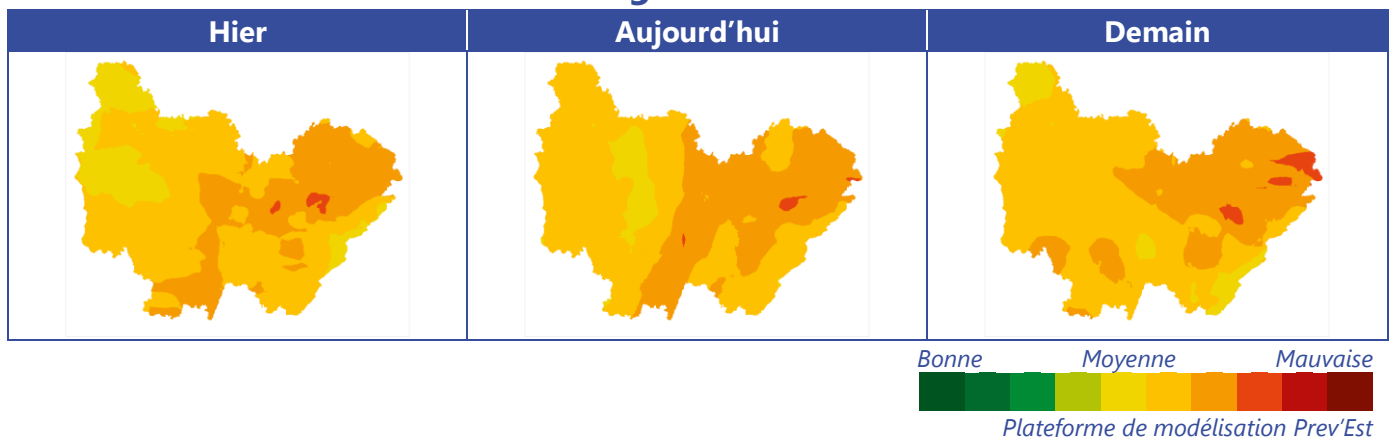 Hier Aujourd’hui Demain
Bonne Moyenne Mauvaise
Plateforme de modélisation Prev’Est